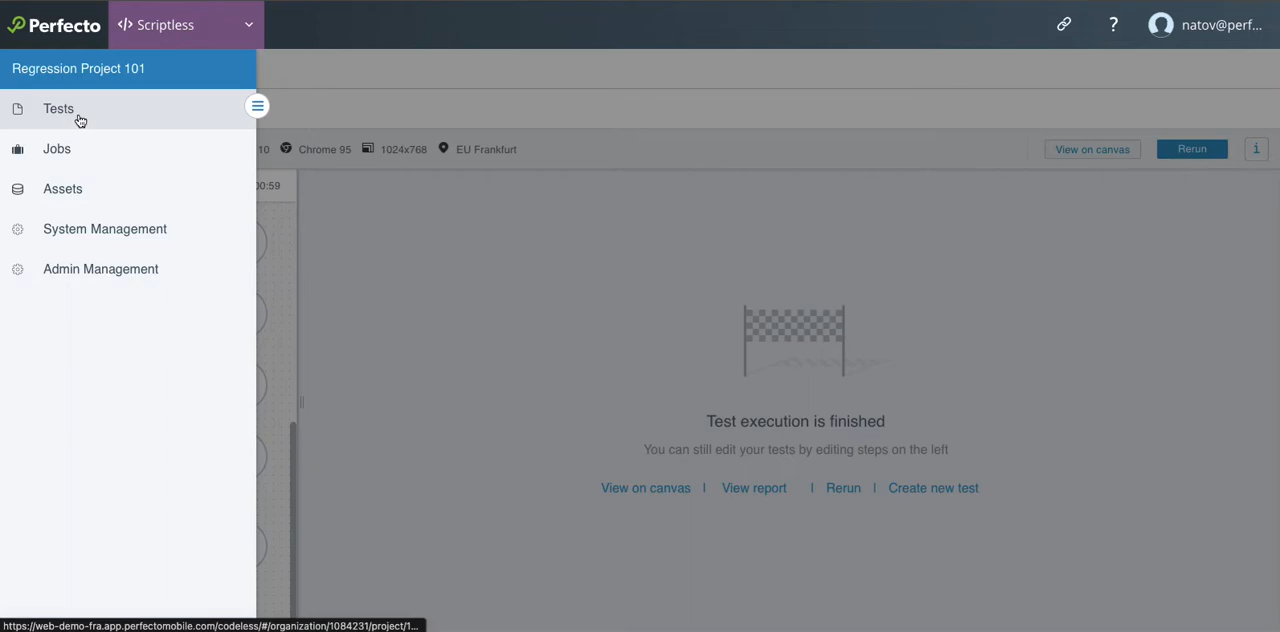 Perfecto
</> Scriptless
? natov@perf...
Regression Project 101
Tests
Jobs
10 Chrome 95 1024x768 EU Frankfurt
View on canvas Rerun i
00:59
Assets
System Management
Admin Management
Test execution is finished
You can still edit your tests by editing steps on the left
View on canvas | View report | Rerun | Create new test
https://web-demo-fra.app.perfectomobile.com/codeless/#/organization/1084231/project/1...